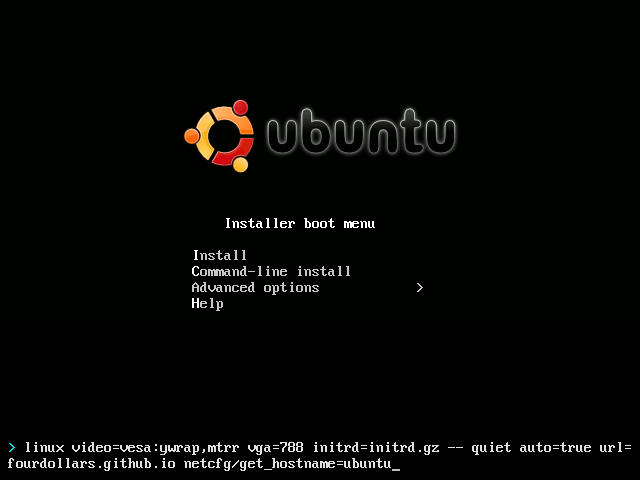 ubuntu
Installer boot menu
Install
Command-line install
Advanced options >
Help
> linux video=vesa:ywrap,mtrr vga=788 initrd=initrd.gz -- quiet auto=true url=
fourdollars.github.io netcfg/get_hostname=ubuntu_